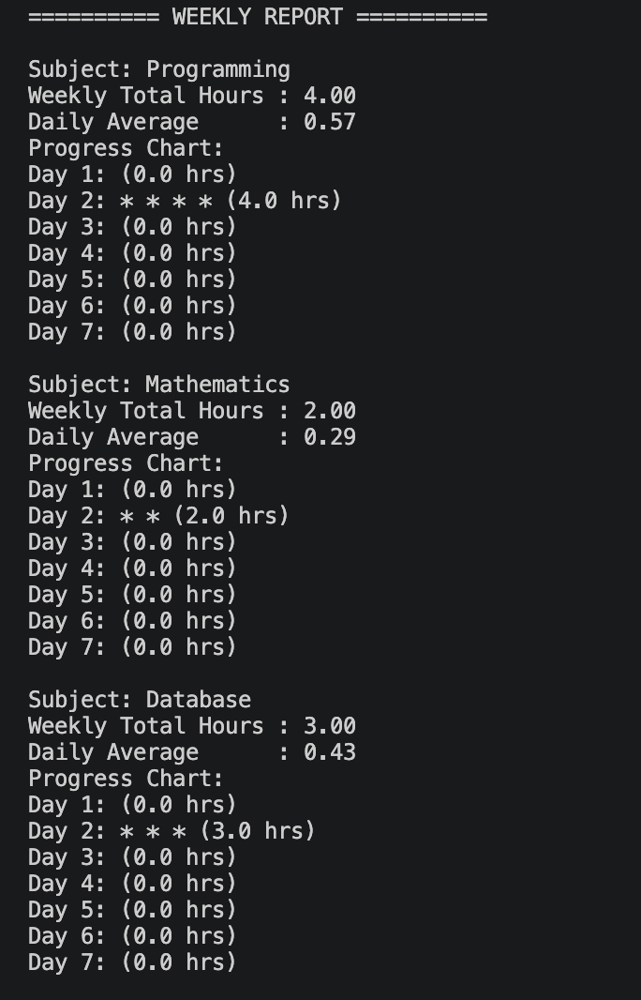 ========== WEEKLY REPORT ==========
Subject: Programming
Weekly Total Hours : 4.00
Daily Average      : 0.57
Progress Chart:
Day 1: (0.0 hrs)
Day 2: * * * * (4.0 hrs)
Day 3: (0.0 hrs)
Day 4: (0.0 hrs)
Day 5: (0.0 hrs)
Day 6: (0.0 hrs)
Day 7: (0.0 hrs)
Subject: Mathematics
Weekly Total Hours : 2.00
Daily Average      : 0.29
Progress Chart:
Day 1: (0.0 hrs)
Day 2: * * (2.0 hrs)
Day 3: (0.0 hrs)
Day 4: (0.0 hrs)
Day 5: (0.0 hrs)
Day 6: (0.0 hrs)
Day 7: (0.0 hrs)
Subject: Database
Weekly Total Hours : 3.00
Daily Average      : 0.43
Progress Chart:
Day 1: (0.0 hrs)
Day 2: * * * (3.0 hrs)
Day 3: (0.0 hrs)
Day 4: (0.0 hrs)
Day 5: (0.0 hrs)
Day 6: (0.0 hrs)
Day 7: (0.0 hrs)